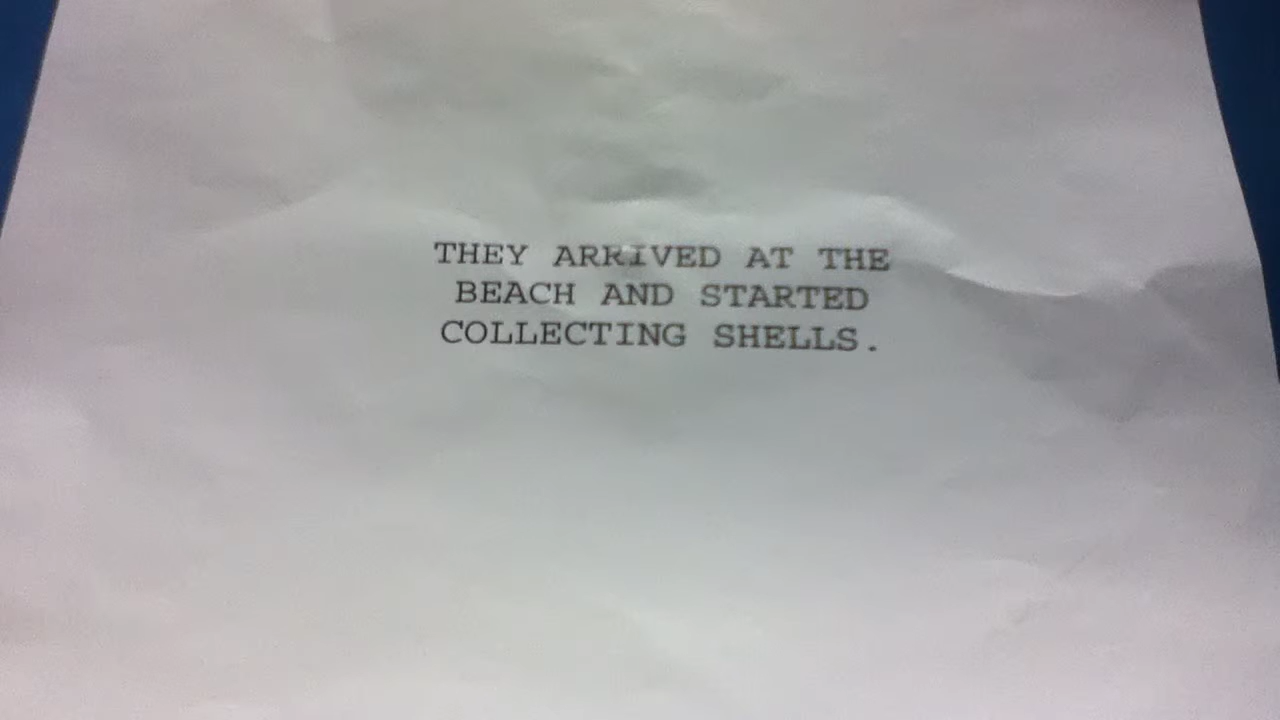 THEY ARRIVED AT THE
BEACH AND STARTED
COLLECTING SHELLS.